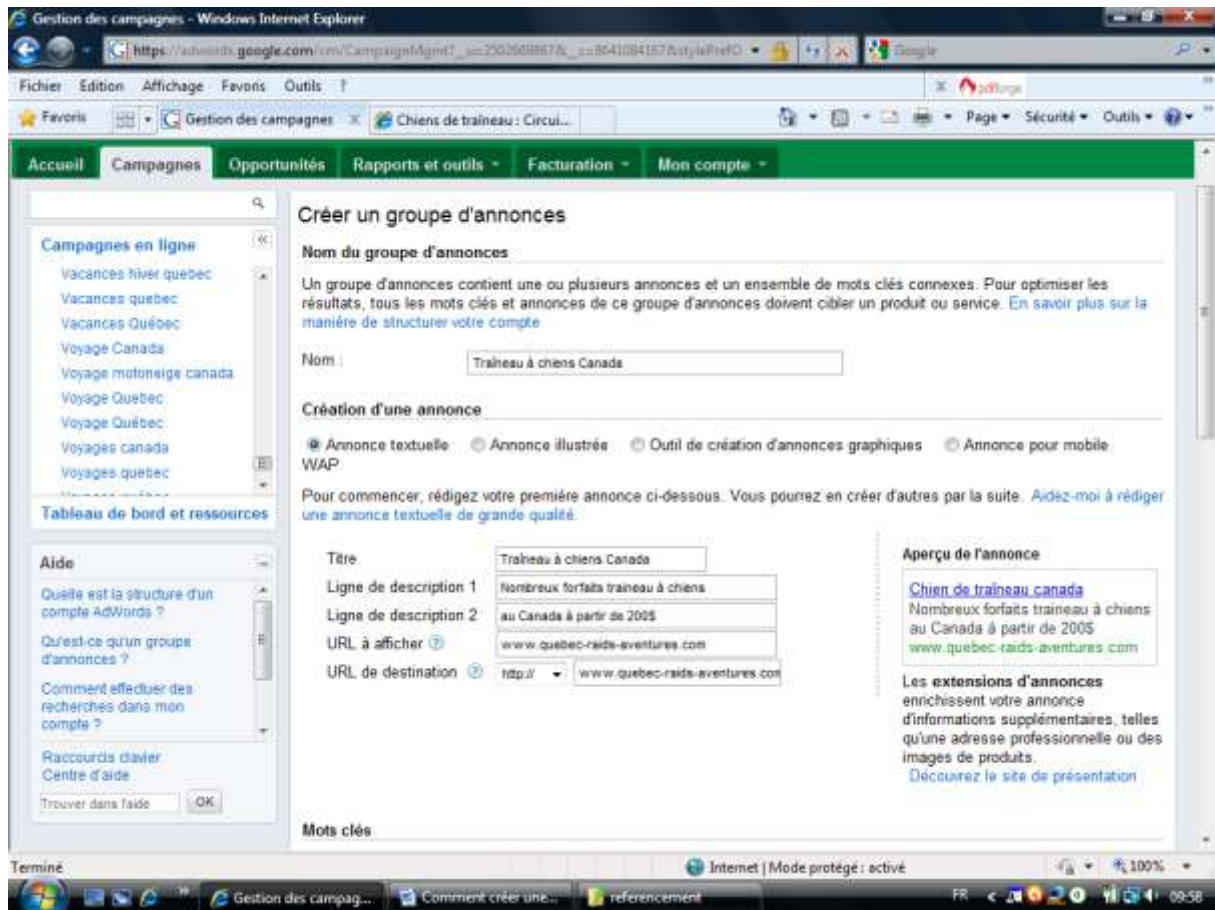 Gestion des campagnes - Windows Internet Explorer
Google
Fichier Edition Affichage Favoris Outils ?
pdfforge
Favoris Gestion des campagnes Chiens de traîneau : Circui...
Page Sécurité Outils
Accueil Campagnes Opportunités Rapports et outils Facturation Mon compte
Campagnes en ligne
Vacances hiver quebec
Vacances quebec
Vacances Québec
Voyage Canada
Voyage motoneige canada
Voyage Quebec
Voyage Québec
Voyages canada
Voyages quebec
Tableau de bord et ressources
Aide
Quelle est la structure d'un
compte AdWords ?
Qu'est-ce qu'un groupe
d'annonces ?
Comment effectuer des
recherches dans mon
compte ?
Raccourcis clavier
Centre d'aide
Trouver dans l'aide OK
Créer un groupe d'annonces
Nom du groupe d'annonces
Un groupe d'annonces contient une ou plusieurs annonces et un ensemble de mots clés connexes. Pour optimiser les
résultats, tous les mots clés et annonces de ce groupe d'annonces doivent cibler un produit ou service. En savoir plus sur la
manière de structurer votre compte
Nom : Traîneau à chiens Canada
Création d'une annonce
Annonce textuelle Annonce illustrée Outil de création d'annonces graphiques Annonce pour mobile
WAP
Pour commencer, rédigez votre première annonce ci-dessous. Vous pourrez en créer d'autres par la suite. Aidez-moi à rédiger
une annonce textuelle de grande qualité.
Titre Traîneau à chiens Canada
Ligne de description 1 Nombreux forfaits traineau à chiens
Ligne de description 2 au Canada à partir de 200$
URL à afficher www.quebec-raids-aventures.com
URL de destination http:// www.quebec-raids-aventures.com
Aperçu de l'annonce
Chien de traîneau canada
Nombreux forfaits traineau à chiens
au Canada à partir de 200$
www.quebec-raids-aventures.com
Les extensions d'annonces
enrichissent votre annonce
d'informations supplémentaires, telles
qu'une adresse professionnelle ou des
images de produits.
Découvrez le site de présentation
Mots clés
Terminé Internet | Mode protégé : activé 100%
Gestion des campag... Comment créer une... referencement FR 09:58